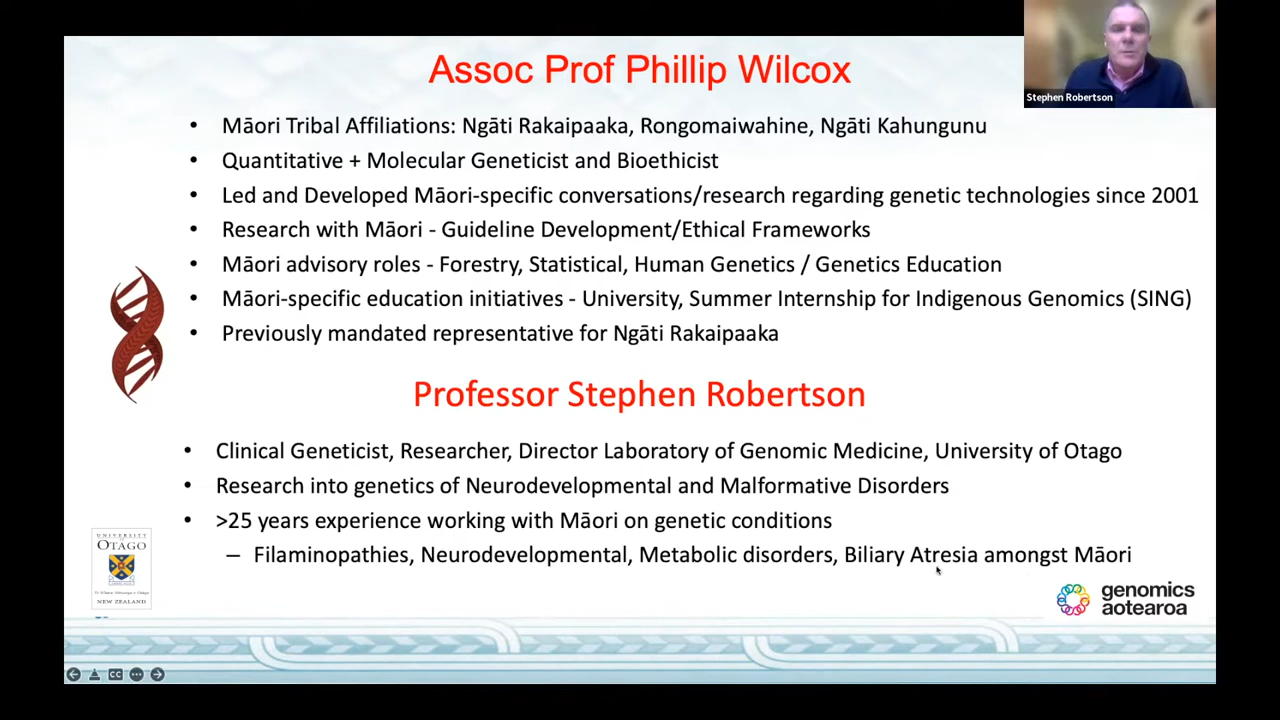 Assoc Prof Phillip Wilcox
Stephen Robertson
• Māori Tribal Affiliations: Ngāti Rakaipaaka, Rongomaiwahine, Ngāti Kahungunu
• Quantitative + Molecular Geneticist and Bioethicist
• Led and Developed Māori-specific conversations/research regarding genetic technologies since 2001
• Research with Māori - Guideline Development/Ethical Frameworks
• Māori advisory roles - Forestry, Statistical, Human Genetics / Genetics Education
• Māori-specific education initiatives - University, Summer Internship for Indigenous Genomics (SING)
• Previously mandated representative for Ngāti Rakaipaaka
Professor Stephen Robertson
• Clinical Geneticist, Researcher, Director Laboratory of Genomic Medicine, University of Otago
• Research into genetics of Neurodevelopmental and Malformative Disorders
• >25 years experience working with Māori on genetic conditions
– Filaminopathies, Neurodevelopmental, Metabolic disorders, Biliary Atresia amongst Māori
UNIVERSITY
OF
OTAGO
NEW ZEALAND
genomics
aotearoa
CC